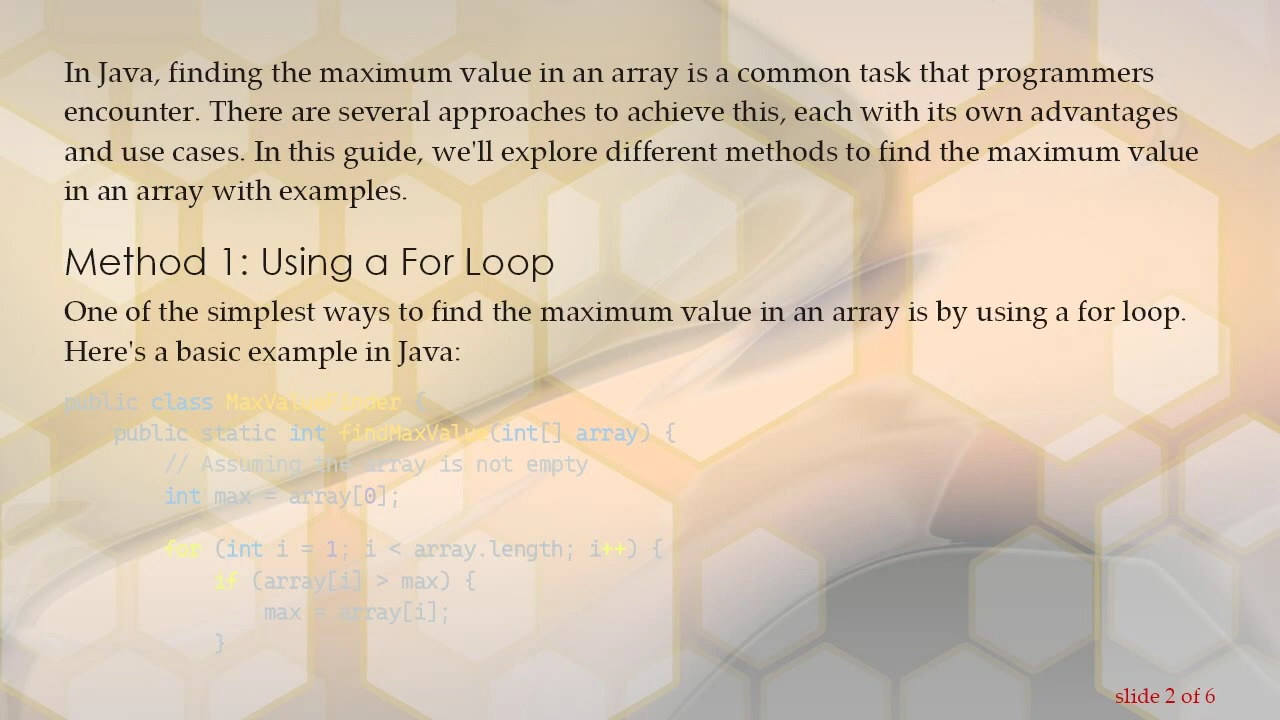 In Java, finding the maximum value in an array is a common task that programmers
encounter. There are several approaches to achieve this, each with its own advantages
and use cases. In this guide, we'll explore different methods to find the maximum value
in an array with examples.
Method 1: Using a For Loop
One of the simplest ways to find the maximum value in an array is by using a for loop.
Here's a basic example in Java:
public class MaxValueFinder {
    public static int findMaxValue(int[] array) {
        // Assuming the array is not empty
        int max = array[0];
        for (int i = 1; i < array.length; i++) {
            if (array[i] > max) {
                max = array[i];
            }
slide 2 of 6